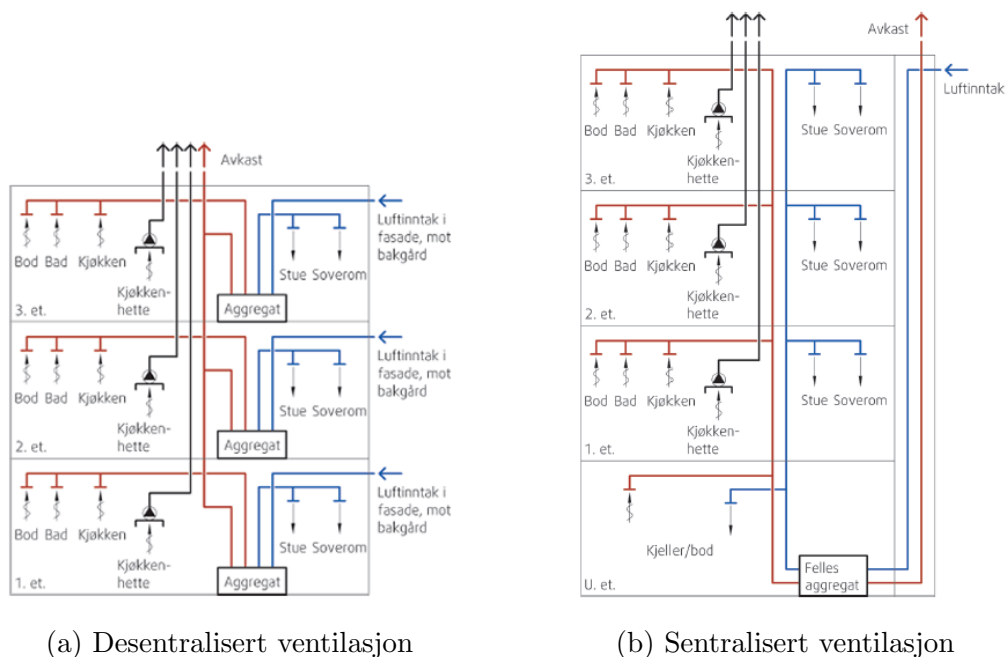 Avkast
Luftinntak i
fasade, mot
bakgård
Bod Bad Kjøkken
Kjøkken-
hette
Aggregat
Stue Soverom
3. et.
Luftinntak i
fasade, mot
bakgård
Bod Bad Kjøkken
Kjøkken-
hette
Aggregat
Stue Soverom
2. et.
Luftinntak i
fasade, mot
bakgård
Bod Bad Kjøkken
Kjøkken-
hette
Aggregat
Stue Soverom
1. et.
(a) Desentralisert ventilasjon
Avkast
Luftinntak
Bod Bad Kjøkken
Kjøkken-
hette
Stue Soverom
3. et.
Bod Bad Kjøkken
Kjøkken-
hette
Stue Soverom
2. et.
Bod Bad Kjøkken
Kjøkken-
hette
Stue Soverom
1. et.
Kjeller/bod
Felles
aggregat
U. et.
(b) Sentralisert ventilasjon